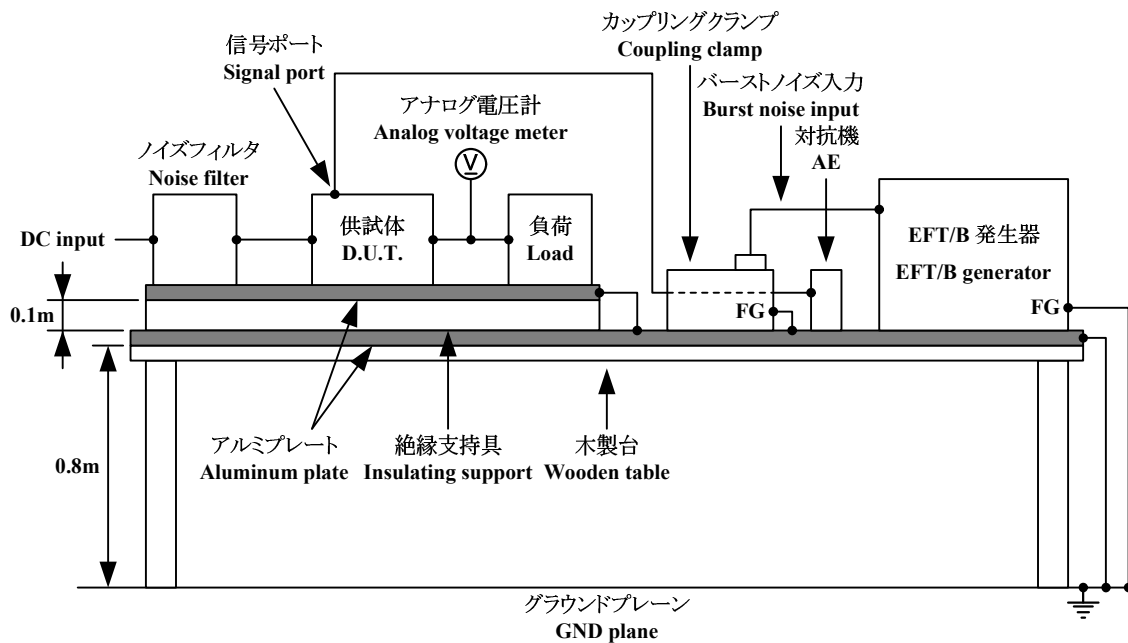 カップリングクランプ
Coupling clamp
信号ポート
Signal port
バーストノイズ入力
Burst noise input
アナログ電圧計
Analog voltage meter
対抗機
AE
ノイズフィルタ
Noise filter
V
DC input
供試体
D.U.T.
負荷
Load
EFT/B 発生器
EFT/B generator
0.1m
FG
FG
アルミプレート
Aluminum plate
絶縁支持具
Insulating support
木製台
Wooden table
0.8m
グラウンドプレーン
GND plane